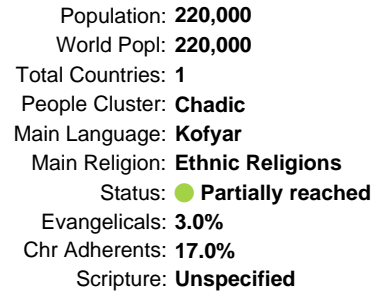 Population: 220,000
World Popl: 220,000
Total Countries: 1
People Cluster: Chadic
Main Language: Kofyar
Main Religion: Ethnic Religions
Status: Partially reached
Evangelicals: 3.0%
Chr Adherents: 17.0%
Scripture: Unspecified